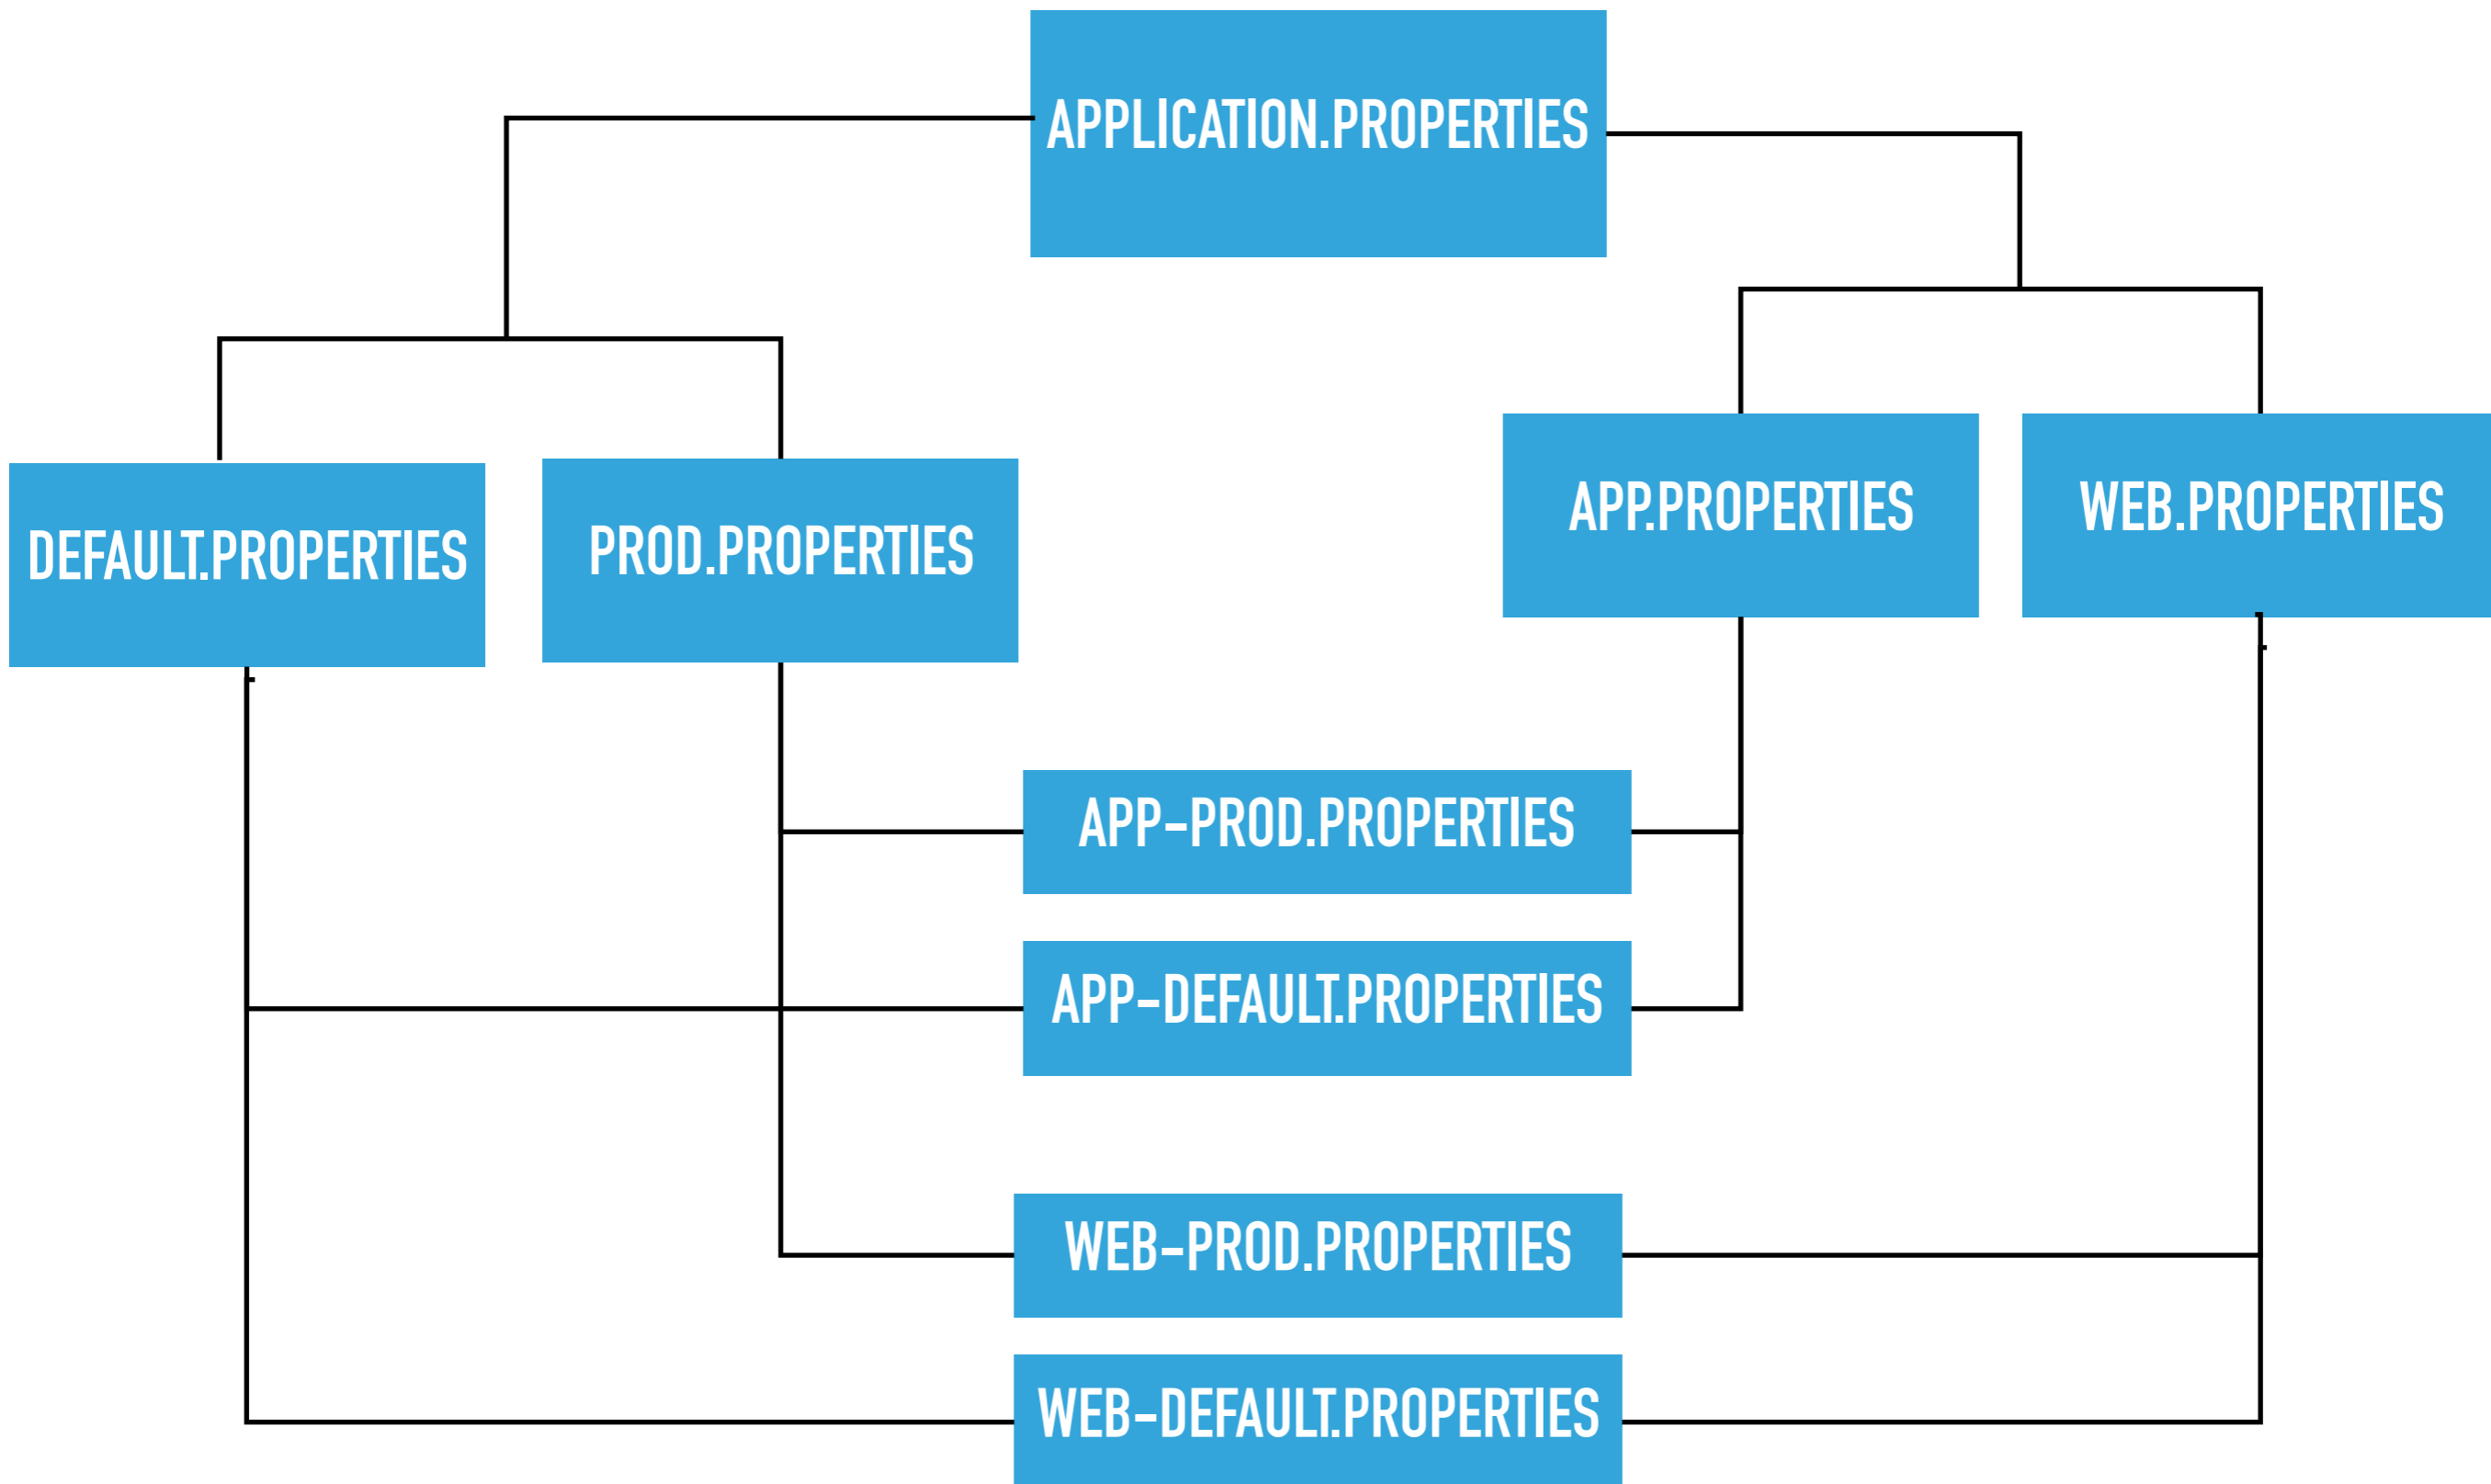 APPLICATION.PROPERTIES
DEFAULT.PROPERTIES
PROD.PROPERTIES
APP.PROPERTIES
WEB.PROPERTIES
APP-PROD.PROPERTIES
APP-DEFAULT.PROPERTIES
WEB-PROD.PROPERTIES
WEB-DEFAULT.PROPERTIES